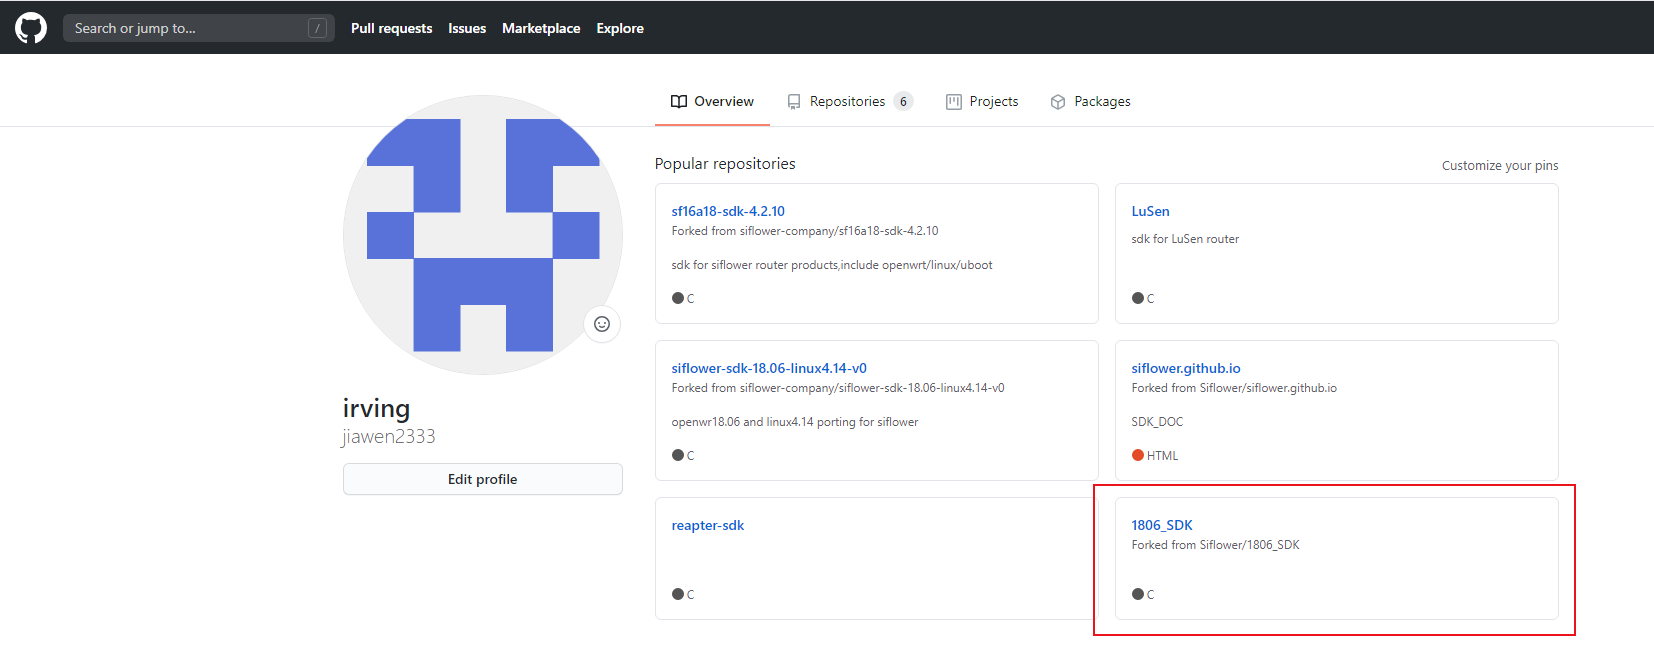 Search or jump to... /
Pull requests Issues Marketplace Explore
Overview Repositories 6 Projects Packages
irving
jiawen2333
Edit profile
Popular repositories
Customize your pins
sf16a18-sdk-4.2.10
Forked from siflower-company/sf16a18-sdk-4.2.10
sdk for siflower router products,include openwrt/linux/uboot
C
LuSen
sdk for LuSen router
C
siflower-sdk-18.06-linux4.14-v0
Forked from siflower-company/siflower-sdk-18.06-linux4.14-v0
openwr18.06 and linux4.14 porting for siflower
C
siflower.github.io
Forked from Siflower/siflower.github.io
SDK_DOC
HTML
reapter-sdk
C
1806_SDK
Forked from Siflower/1806_SDK
C